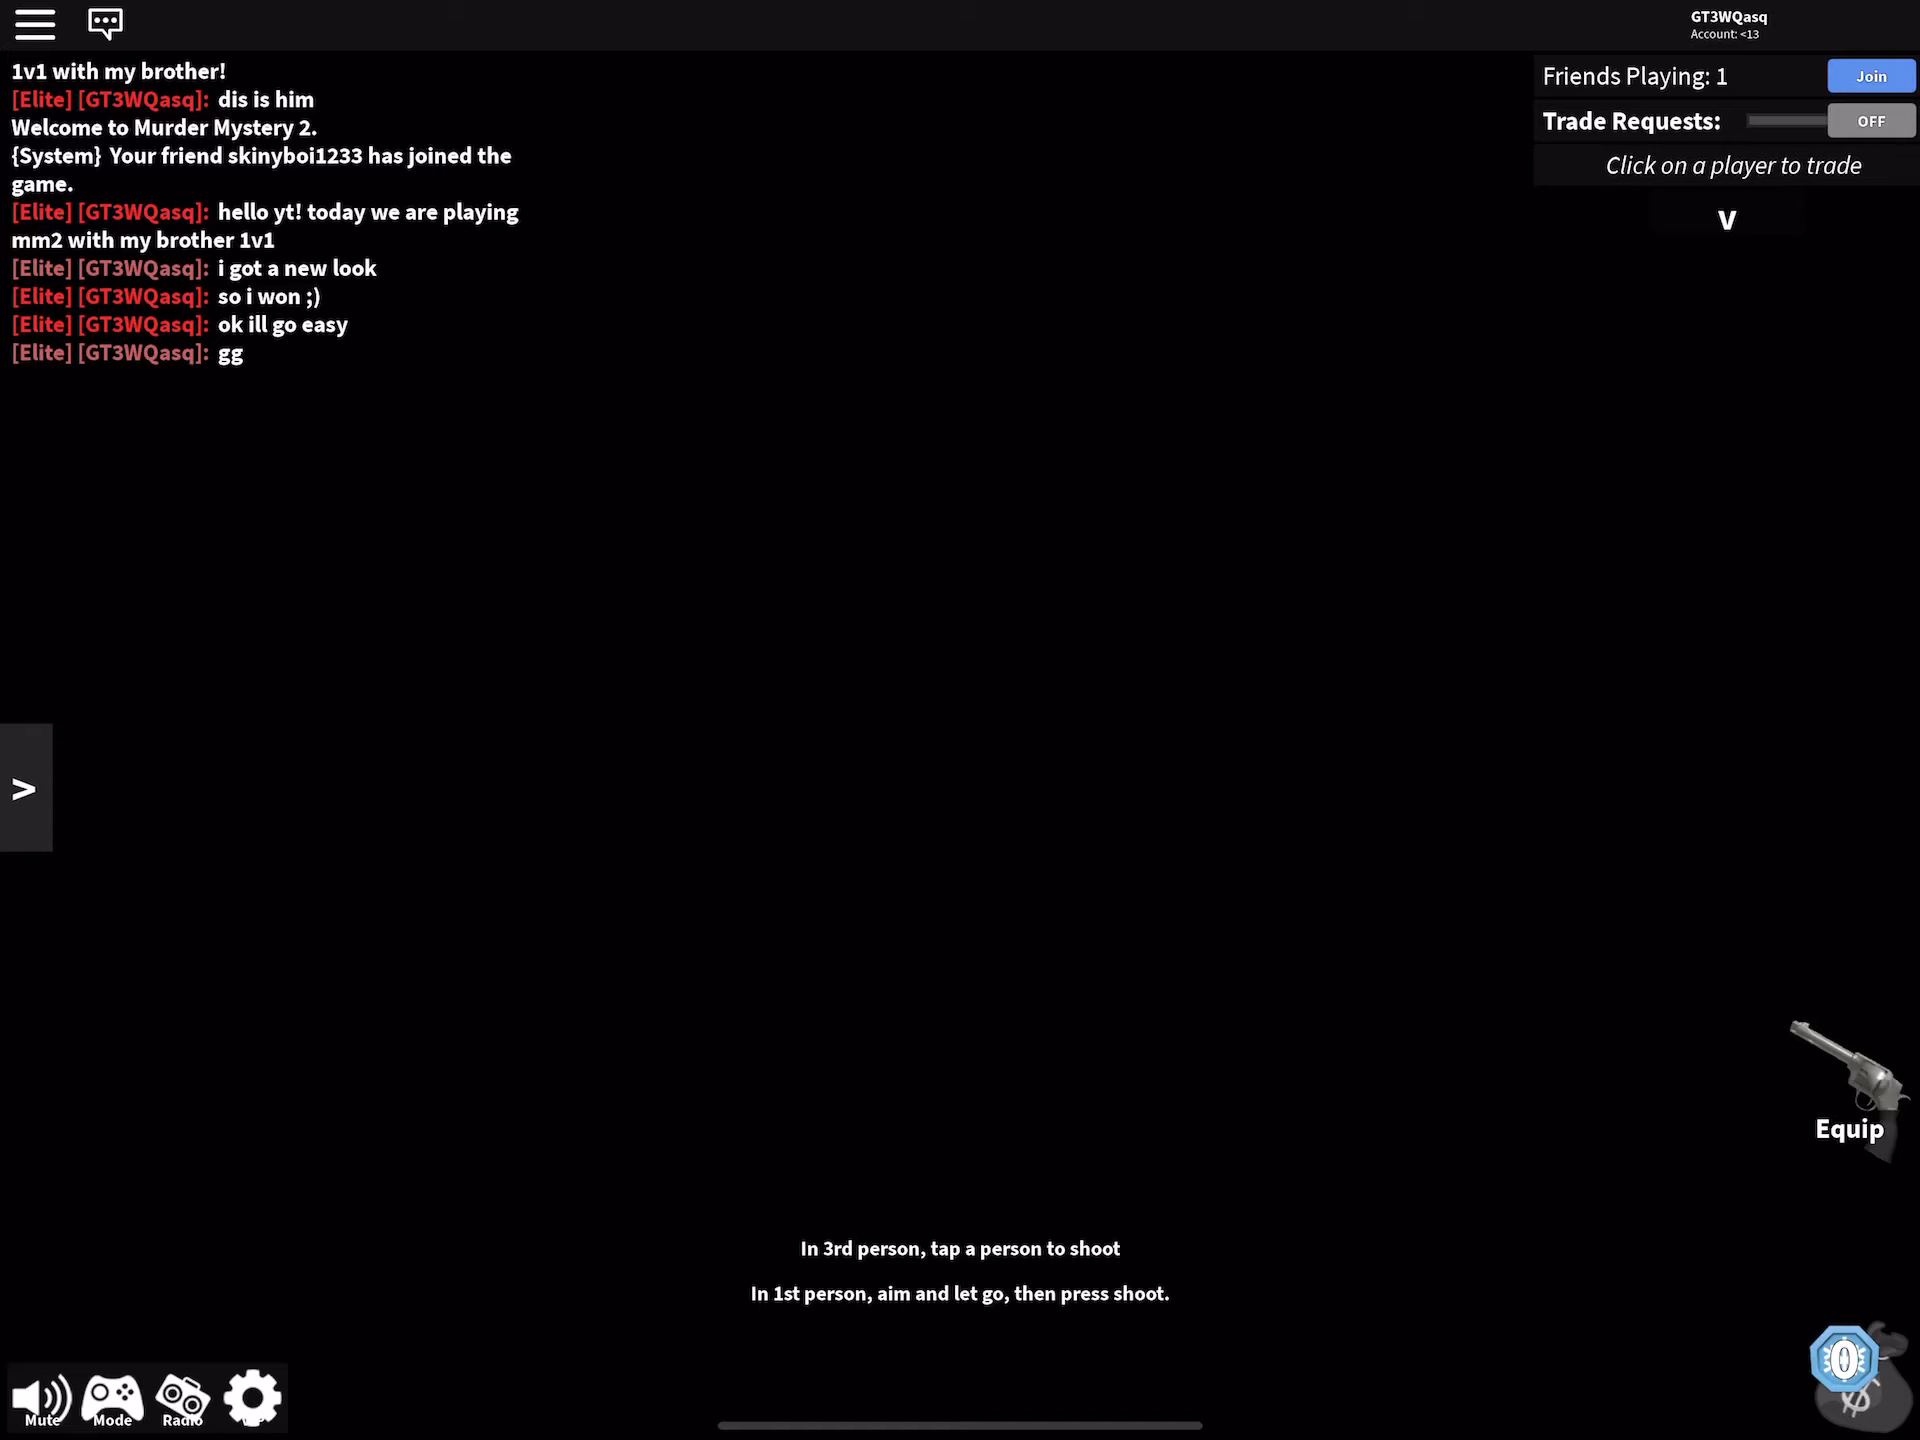 GT3WQasq
Account: <13
1v1 with my brother!
[Elite] [GT3WQasq]: dis is him
Welcome to Murder Mystery 2.
{System} Your friend skinyboi1233 has joined the
game.
[Elite] [GT3WQasq]: hello yt! today we are playing
mm2 with my brother 1v1
[Elite] [GT3WQasq]: i got a new look
[Elite] [GT3WQasq]: so i won ;)
[Elite] [GT3WQasq]: ok ill go easy
[Elite] [GT3WQasq]: gg
Friends Playing: 1
Join
Trade Requests:
OFF
Click on a player to trade
v
>
Equip
In 3rd person, tap a person to shoot
In 1st person, aim and let go, then press shoot.
0
$
Mute
Mode
Radio